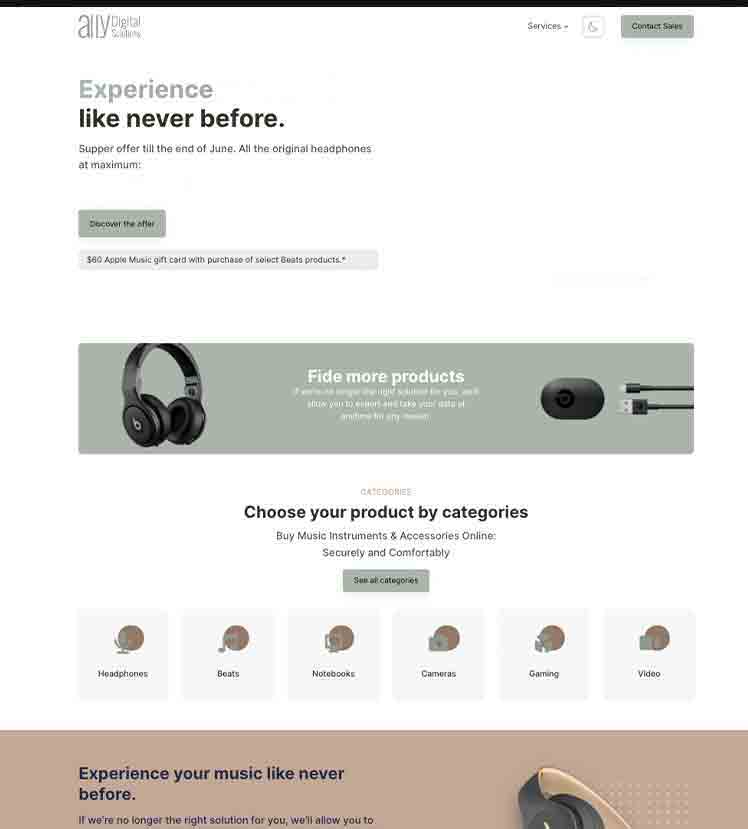 ally Digital
Solutions
Services
Contact Sales
Experience
like never before.
Supper offer till the end of June. All the original headphones
at maximum:
Discover the offer
$60 Apple Music gift card with purchase of select Beats products.*
Fide more products
If we're no longer the right solution for you, we'll
allow you to export and take your data at
anytime for any reason.
CATEGORIES
Choose your product by categories
Buy Music Instruments & Accessories Online:
Securely and Comfortably
See all categories
Headphones
Beats
Notebooks
Cameras
Gaming
Video
Experience your music like never
before.
If we're no longer the right solution for you, we'll allow you to